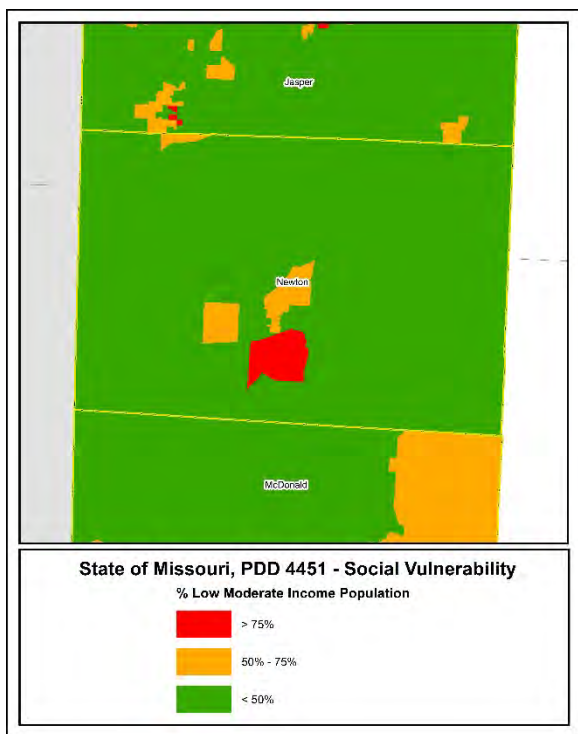 Jasper
Newton
McDonald
State of Missouri, PDD 4451 - Social Vulnerability
% Low Moderate Income Population
> 75%
50% - 75%
< 50%